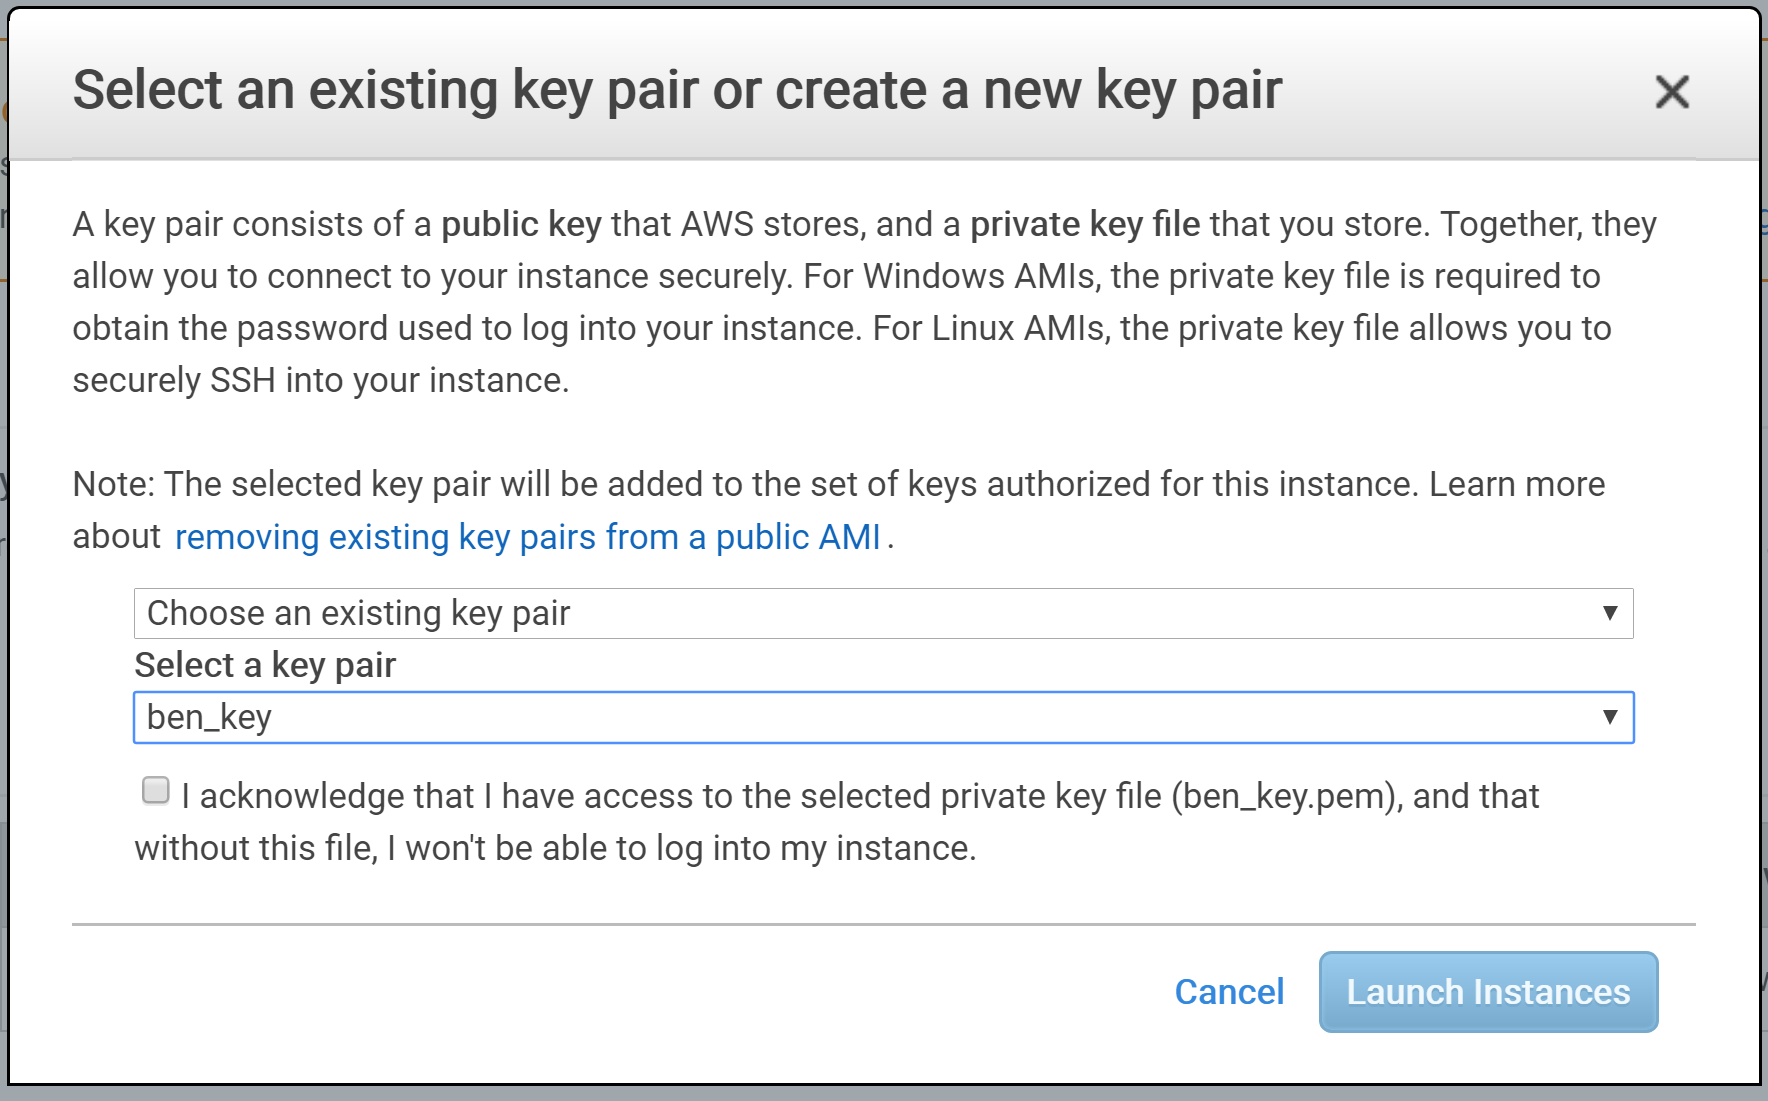 Select an existing key pair or create a new key pair
A key pair consists of a public key that AWS stores, and a private key file that you store. Together, they
allow you to connect to your instance securely. For Windows AMIs, the private key file is required to
obtain the password used to log into your instance. For Linux AMIs, the private key file allows you to
securely SSH into your instance.
Note: The selected key pair will be added to the set of keys authorized for this instance. Learn more
about removing existing key pairs from a public AMI .
Choose an existing key pair
Select a key pair
ben_key
I acknowledge that I have access to the selected private key file (ben_key.pem), and that
without this file, I won't be able to log into my instance.
Cancel
Launch Instances